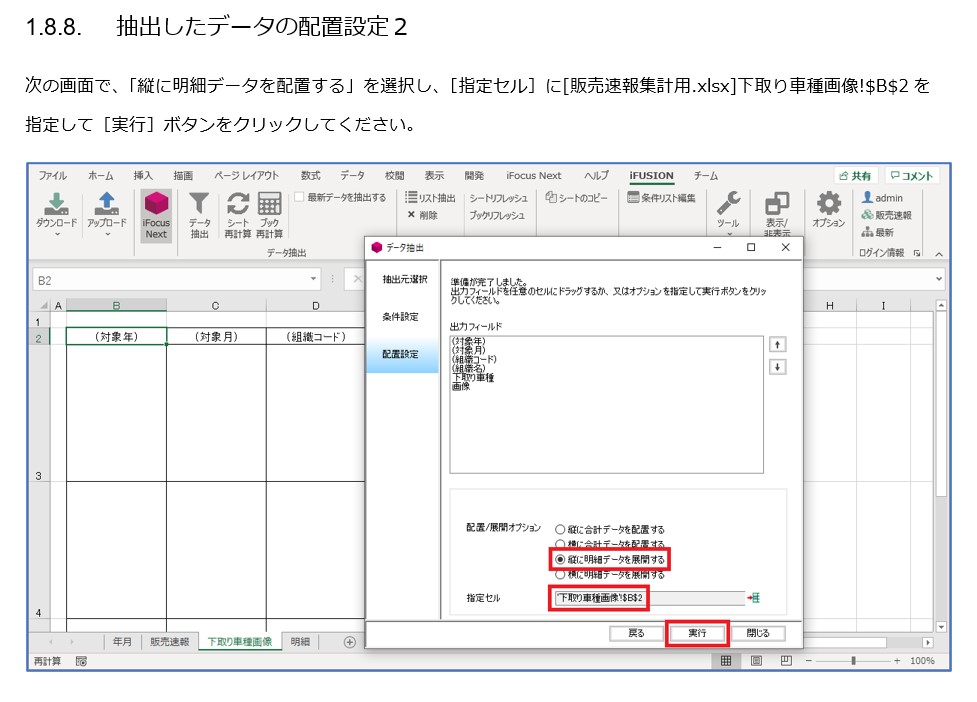 1.8.8. 抽出したデータの配置設定２
次の画面で、「縦に明細データを配置する」を選択し、［指定セル］に[販売速報集計用.xlsx]下取り車種画像!$B$2 を
指定して［実行］ボタンをクリックしてください。
ファイル ホーム 挿入 描画 ページ レイアウト 数式 データ 校閲 表示 開発 iFocus Next ヘルプ iFUSION チーム 共有 コメント
ダウンロード アップロード iFocus Next データ抽出 シート再計算 ブック再計算 最新データを抽出する リスト抽出 削除 シートリフレッシュ ブックリフレッシュ シートのコピー 条件リスト編集 ツール 表示/非表示 オプション admin 販売速報 最新
データ抽出 ログイン情報
B2
A B C D H I
1
2 (対象年) (対象月) (組織コード)
3
4
データ抽出
抽出元選択
条件設定
配置設定
準備が完了しました。
出力フィールドを任意のセルにドラッグするか、又はオプションを指定して実行ボタンをクリッ
クしてください。
出力フィールド
(対象年)
(対象月)
(組織コード)
(組織名)
下取り車種
画像
配置/展開オプション
縦に合計データを配置する
横に合計データを配置する
縦に明細データを展開する
横に明細データを展開する
指定セル '下取り車種画像'!$B$2
戻る 実行 閉じる
年月 販売速報 下取り車種画像 明細
再計算 100%